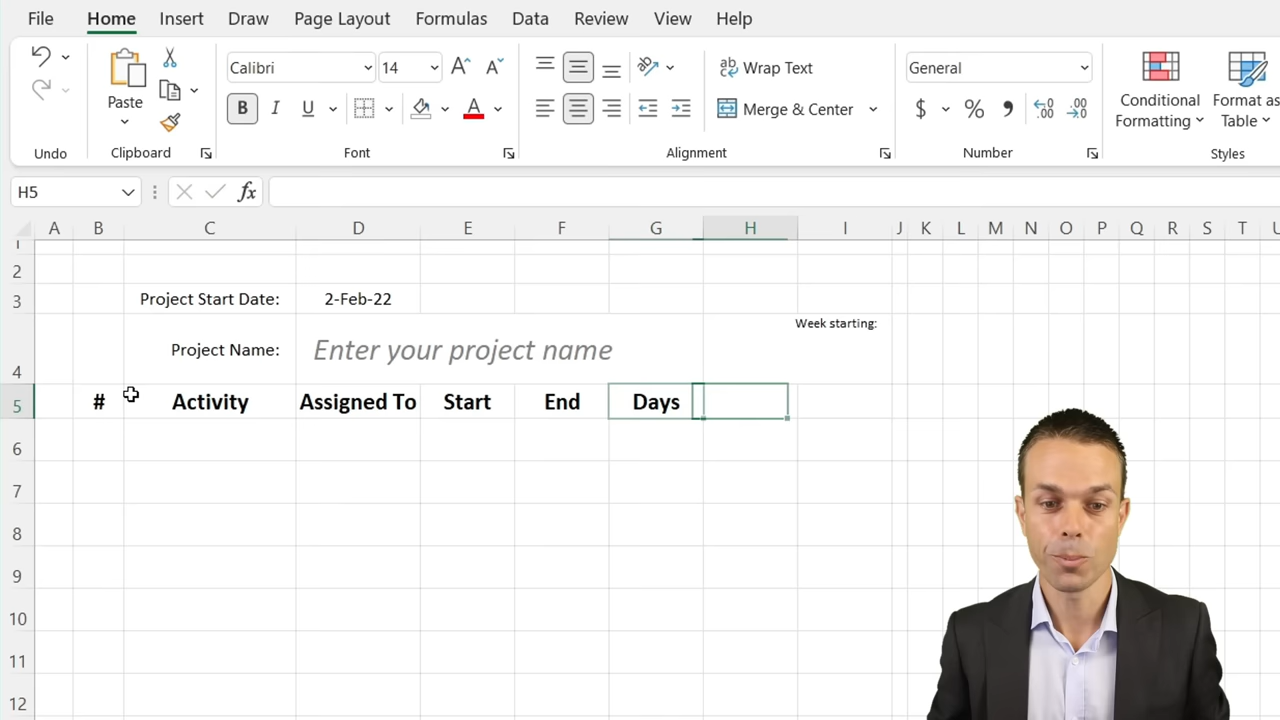 File Home Insert Draw Page Layout Formulas Data Review View Help
Calibri 14 Wrap Text General
Paste B I U Merge & Center $ % Conditional Formatting Format as Table
Undo Clipboard Font Alignment Number Styles
H5 fx
A B C D E F G H I J K L M N O P Q R S T U
1
2
3 Project Start Date: 2-Feb-22
Week starting:
4 Project Name: Enter your project name
5 # Activity Assigned To Start End Days
6
7
8
9
10
11
12